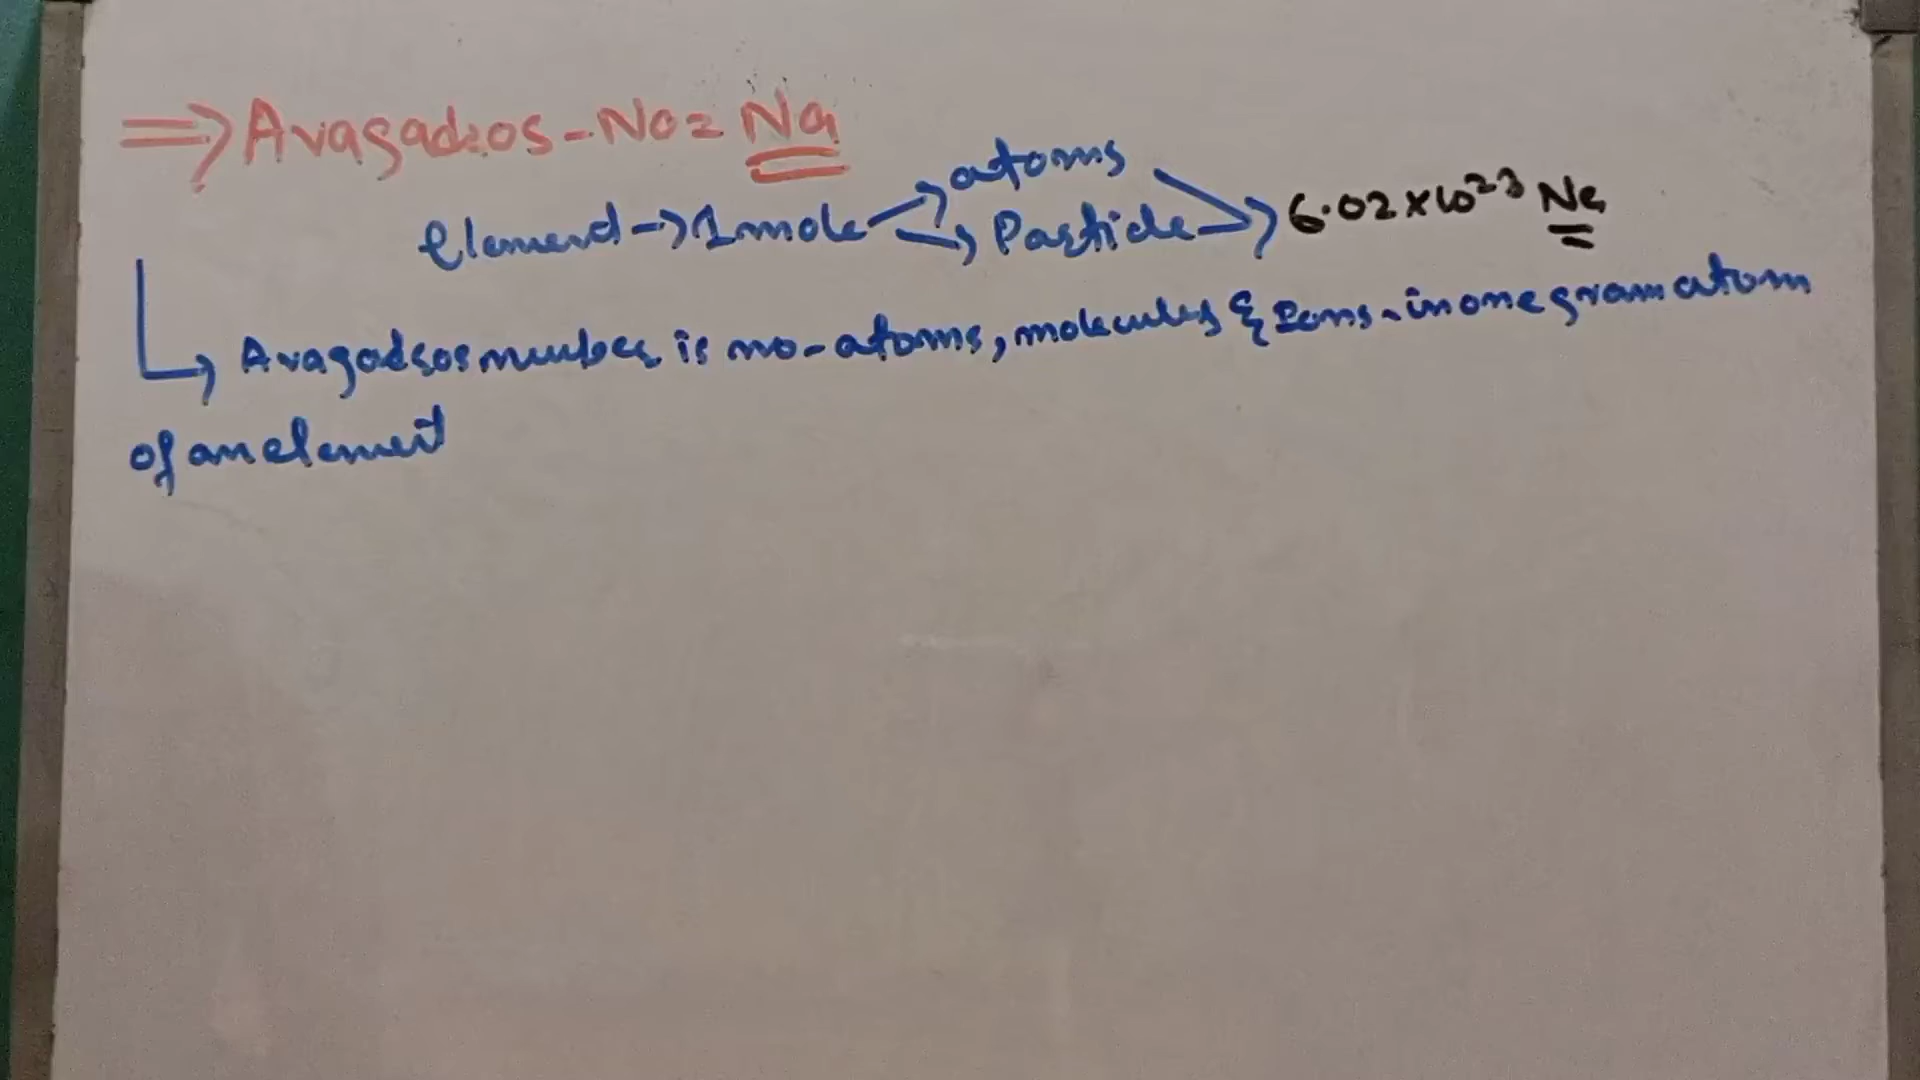 => Avagadros-No= Na
Element → 1 mole → atoms → Particle → 6.02×10²³ Na
↳ Avagadros number is no-atoms, molecules & Ions-in one gram atom
of an element